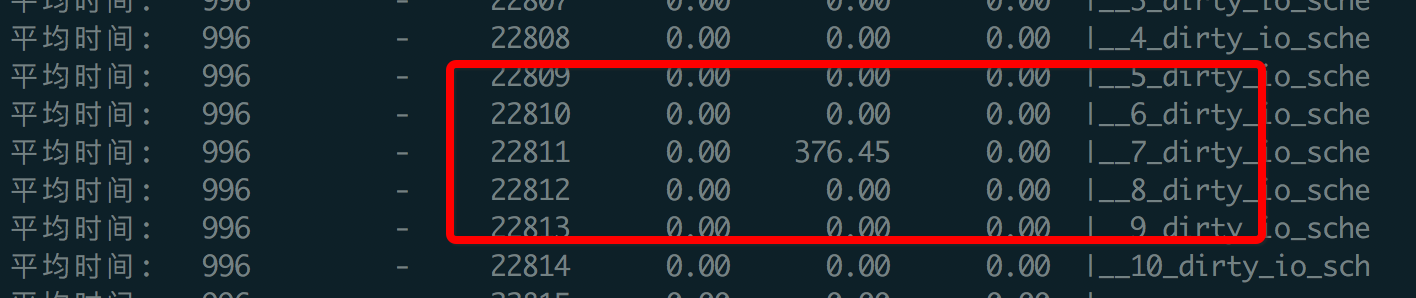 平均时间:   996         -     22807      0.00      0.00      0.00  |__3_dirty_io_sche
平均时间:   996         -     22808      0.00      0.00      0.00  |__4_dirty_io_sche
平均时间:   996         -     22809      0.00      0.00      0.00  |__5_dirty_io_sche
平均时间:   996         -     22810      0.00      0.00      0.00  |__6_dirty_io_sche
平均时间:   996         -     22811      0.00    376.45      0.00  |__7_dirty_io_sche
平均时间:   996         -     22812      0.00      0.00      0.00  |__8_dirty_io_sche
平均时间:   996         -     22813      0.00      0.00      0.00  |__9_dirty_io_sche
平均时间:   996         -     22814      0.00      0.00      0.00  |__10_dirty_io_sch